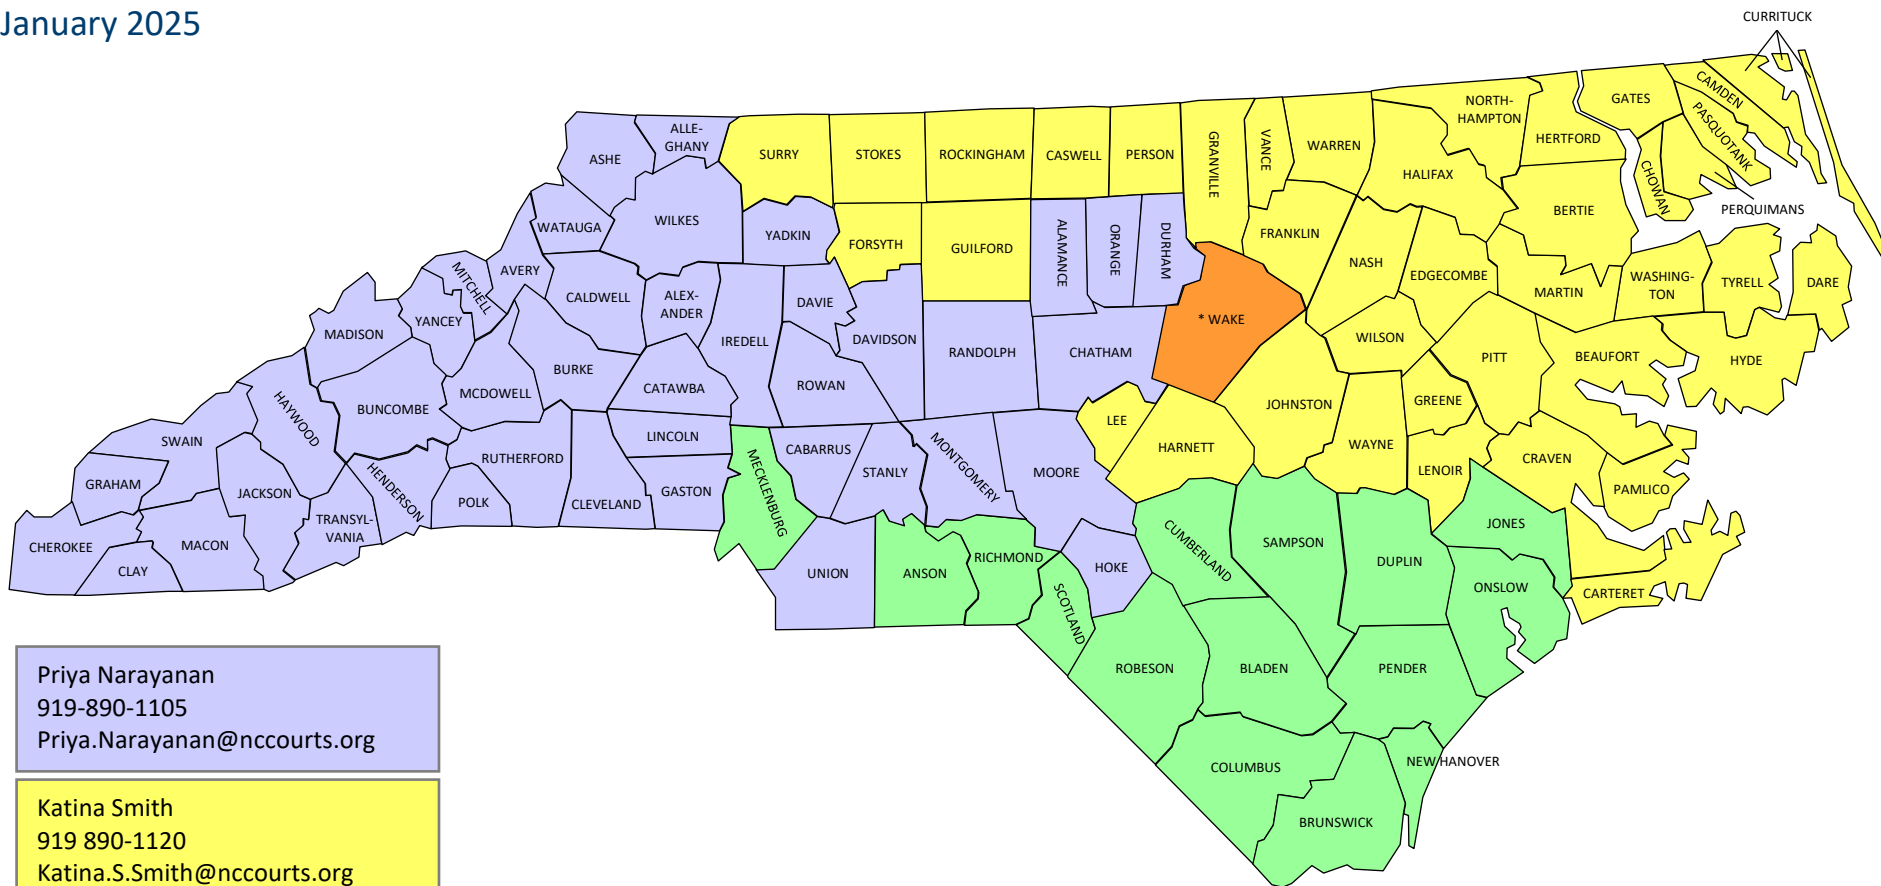 January 2025
CURRITUCK
CAMDEN
GATES
PASQUOTANK
NORTH-
HAMPTON
HERTFORD
CHOWAN
PERQUIMANS
ALLE-
GHANY
ASHE
SURRY
STOKES
ROCKINGHAM
CASWELL
PERSON
GRANVILLE
VANCE
WARREN
HALIFAX
BERTIE
WATAUGA
WILKES
YADKIN
FORSYTH
GUILFORD
ALAMANCE
ORANGE
DURHAM
FRANKLIN
NASH
EDGECOMBE
MARTIN
WASHING-
TON
TYRELL
DARE
MITCHELL
AVERY
CALDWELL
ALEX-
ANDER
DAVIE
MADISON
YANCEY
IREDELL
DAVIDSON
RANDOLPH
CHATHAM
* WAKE
WILSON
PITT
BEAUFORT
HYDE
BURKE
MCDOWELL
CATAWBA
ROWAN
BUNCOMBE
HAYWOOD
LEE
JOHNSTON
GREENE
SWAIN
RUTHERFORD
LINCOLN
CABARRUS
STANLY
MONTGOMERY
MOORE
HARNETT
WAYNE
LENOIR
CRAVEN
GRAHAM
JACKSON
HENDERSON
POLK
CLEVELAND
GASTON
MECKLENBURG
PAMLICO
TRANSYL-
VANIA
CHEROKEE
MACON
CLAY
UNION
ANSON
RICHMOND
SCOTLAND
HOKE
CUMBERLAND
SAMPSON
DUPLIN
JONES
ONSLOW
CARTERET
ROBESON
BLADEN
PENDER
COLUMBUS
NEW HANOVER
BRUNSWICK
Priya Narayanan
919-890-1105
Priya.Narayanan@nccourts.org
Katina Smith
919 890-1120
Katina.S.Smith@nccourts.org